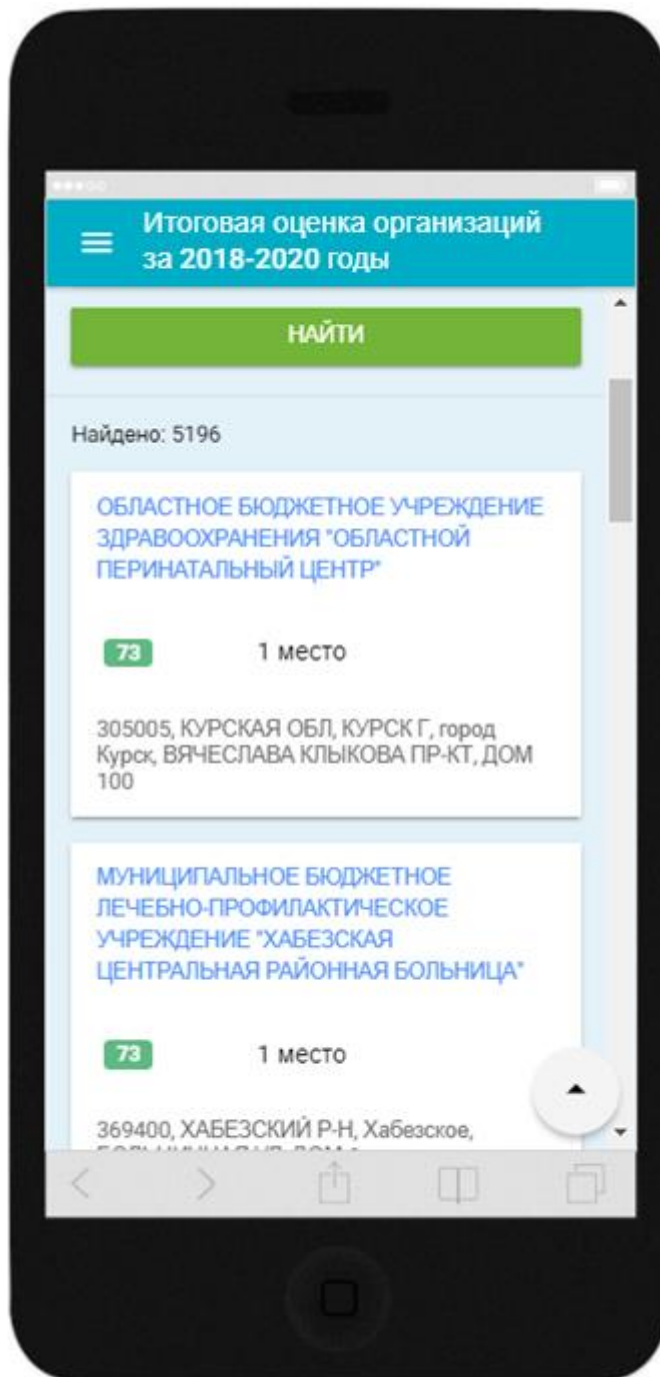 Итоговая оценка организаций
за 2018-2020 годы
НАЙТИ
Найдено: 5196
ОБЛАСТНОЕ БЮДЖЕТНОЕ УЧРЕЖДЕНИЕ
ЗДРАВООХРАНЕНИЯ "ОБЛАСТНОЙ
ПЕРИНАТАЛЬНЫЙ ЦЕНТР"
73 1 место
305005, КУРСКАЯ ОБЛ, КУРСК Г, город
Курск, ВЯЧЕСЛАВА КЛЫКОВА ПР-КТ, ДОМ
100
МУНИЦИПАЛЬНОЕ БЮДЖЕТНОЕ
ЛЕЧЕБНО-ПРОФИЛАКТИЧЕСКОЕ
УЧРЕЖДЕНИЕ "ХАБЕЗСКАЯ
ЦЕНТРАЛЬНАЯ РАЙОННАЯ БОЛЬНИЦА"
73 1 место
369400, ХАБЕЗСКИЙ Р-Н, Хабезское,